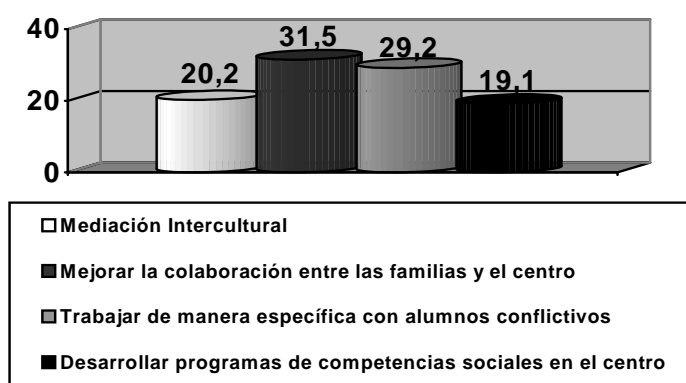 40
31,5
29,2
20,2
19,1
20
0
Mediación Intercultural
Mejorar la colaboración entre las familias y el centro
Trabajar de manera específica con alumnos conflictivos
Desarrollar programas de competencias sociales en el centro